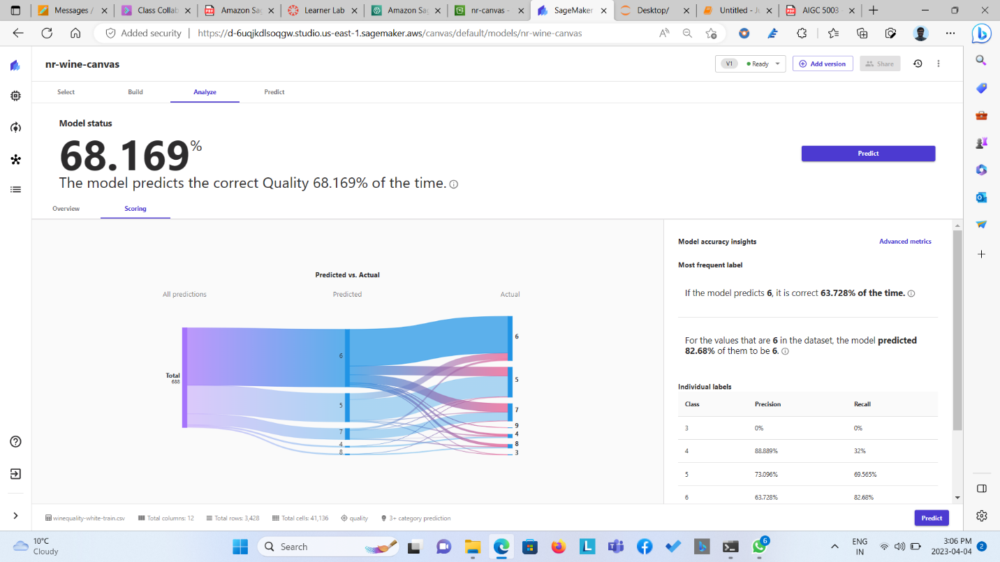 Messages /
Class Collab
Amazon Sag
Learner Lab
Amazon Sag
nr-canvas -
SageMaker
Desktop/
Untitled - Ju
AIGC 5003 -
Added security
https://d-6uqjkdlsoqgw.studio.us-east-1.sagemaker.aws/canvas/default/models/nr-wine-canvas
nr-wine-canvas
V1 Ready
Add version
Share
Select Build Analyze Predict
Model status
68.169%
The model predicts the correct Quality 68.169% of the time.
Predict
Overview Scoring
Predicted vs. Actual
All predictions Predicted Actual
Total
688
6
5
7
4
8
6
5
7
9
4
8
3
Model accuracy insights Advanced metrics
Most frequent label
If the model predicts 6, it is correct 63.728% of the time.
For the values that are 6 in the dataset, the model predicted
82.68% of them to be 6.
Individual labels
Class Precision Recall
3 0% 0%
4 88.889% 32%
5 73.096% 69.565%
6 63.728% 82.68%
winequality-white-train.csv Total columns: 12 Total rows: 3,428 Total cells: 41,136 quality 3+ category prediction
Predict
10°C
Cloudy
Search
6
ENG
IN
3:06 PM
2023-04-04
2